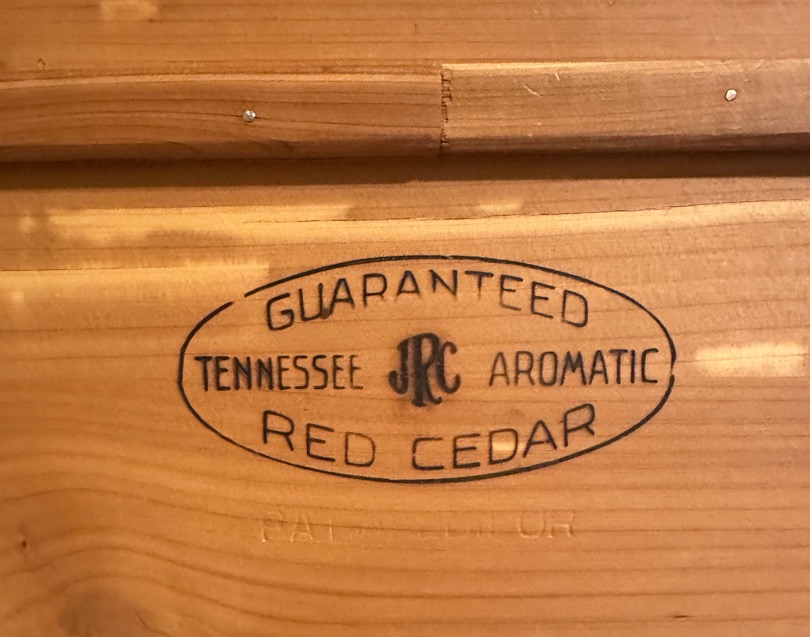 GUARANTEED
TENNESSEE JRC AROMATIC
RED CEDAR